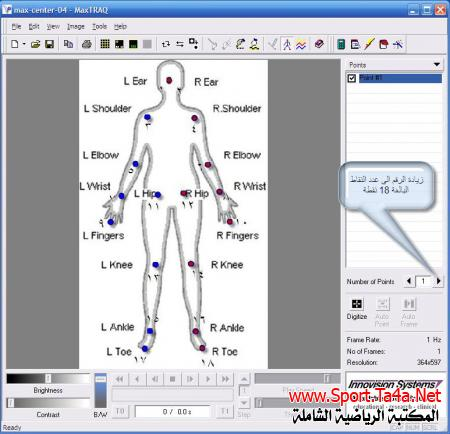 max-center-04 - MaxTRAQ
File Edit View Image Tools Help
Points
Point #1
L Ear R Ear
L Shoulder R.Shoulder
٣ ٤
L Elbow R Elbow
L Wrist L Hip R Hip R Wrist
١١ ١٢
٩ ١٠
L Fingers R Fingers
L Knee R Knee
١٣
L Ankle R Ankle
L Toe R Toe
١٧ ١٨
زيادة الرقم الى عدد النقاط
البالغة 18 نقطة
Number of Points 1
Digitize Auto Point Auto Frame
Frame Rate: 1 Hz
No of Frames: 1
Resolution: 364x597
Brightness
Contrast B/W T0 0 / 0.0 s Step
Innovision Systems
educational - research - clinical
www.Sport.Ta4a.Net
المكتبة الرياضية الشاملة
Ready